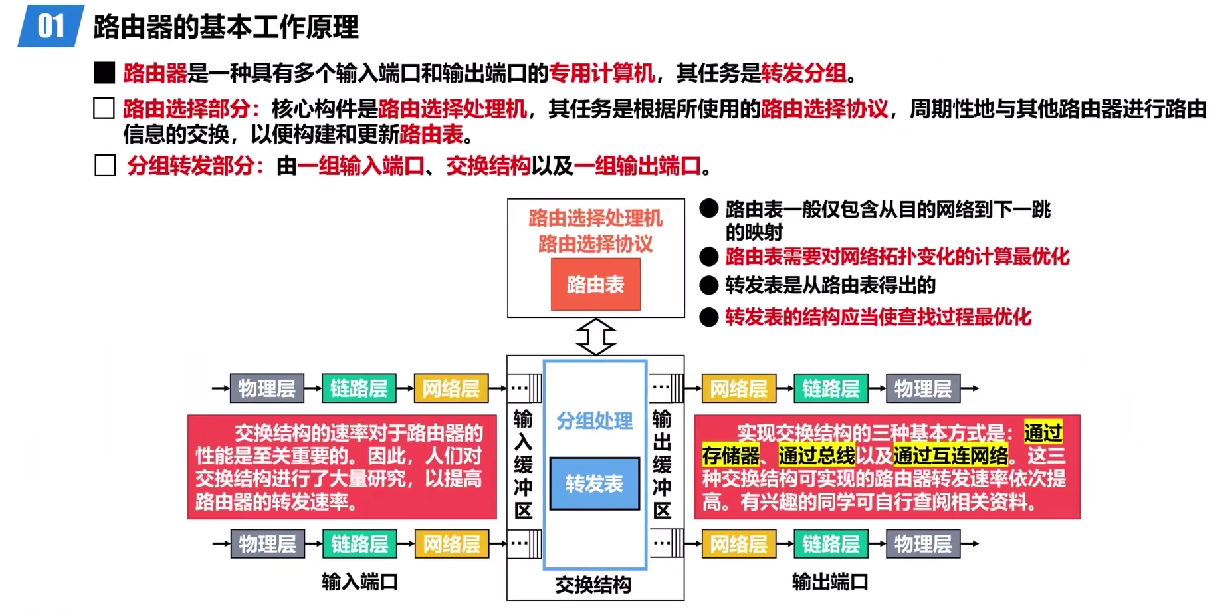 01 路由器的基本工作原理
路由器是一种具有多个输入端口和输出端口的专用计算机，其任务是转发分组。
路由选择部分：核心构件是路由选择处理机，其任务是根据所使用的路由选择协议，周期性地与其他路由器进行路由
信息的交换，以便构建和更新路由表。
分组转发部分：由一组输入端口、交换结构以及一组输出端口。
路由选择处理机
路由选择协议
路由表
路由表一般仅包含从目的网络到下一跳
的映射
路由表需要对网络拓扑变化的计算最优化
转发表是从路由表得出的
转发表的结构应当使查找过程最优化
物理层 链路层 网络层 … … 网络层 链路层 物理层
交换结构的速率对于路由器的
性能是至关重要的。因此，人们对
交换结构进行了大量研究，以提高
路由器的转发速率。
输入缓冲区
分组处理
转发表
输出缓冲区
实现交换结构的三种基本方式是：通过
存储器、通过总线以及通过互连网络。这三
种交换结构可实现的路由器转发速率依次提
高。有兴趣的同学可自行查阅相关资料。
物理层 链路层 网络层 … … 网络层 链路层 物理层
输入端口 交换结构 输出端口